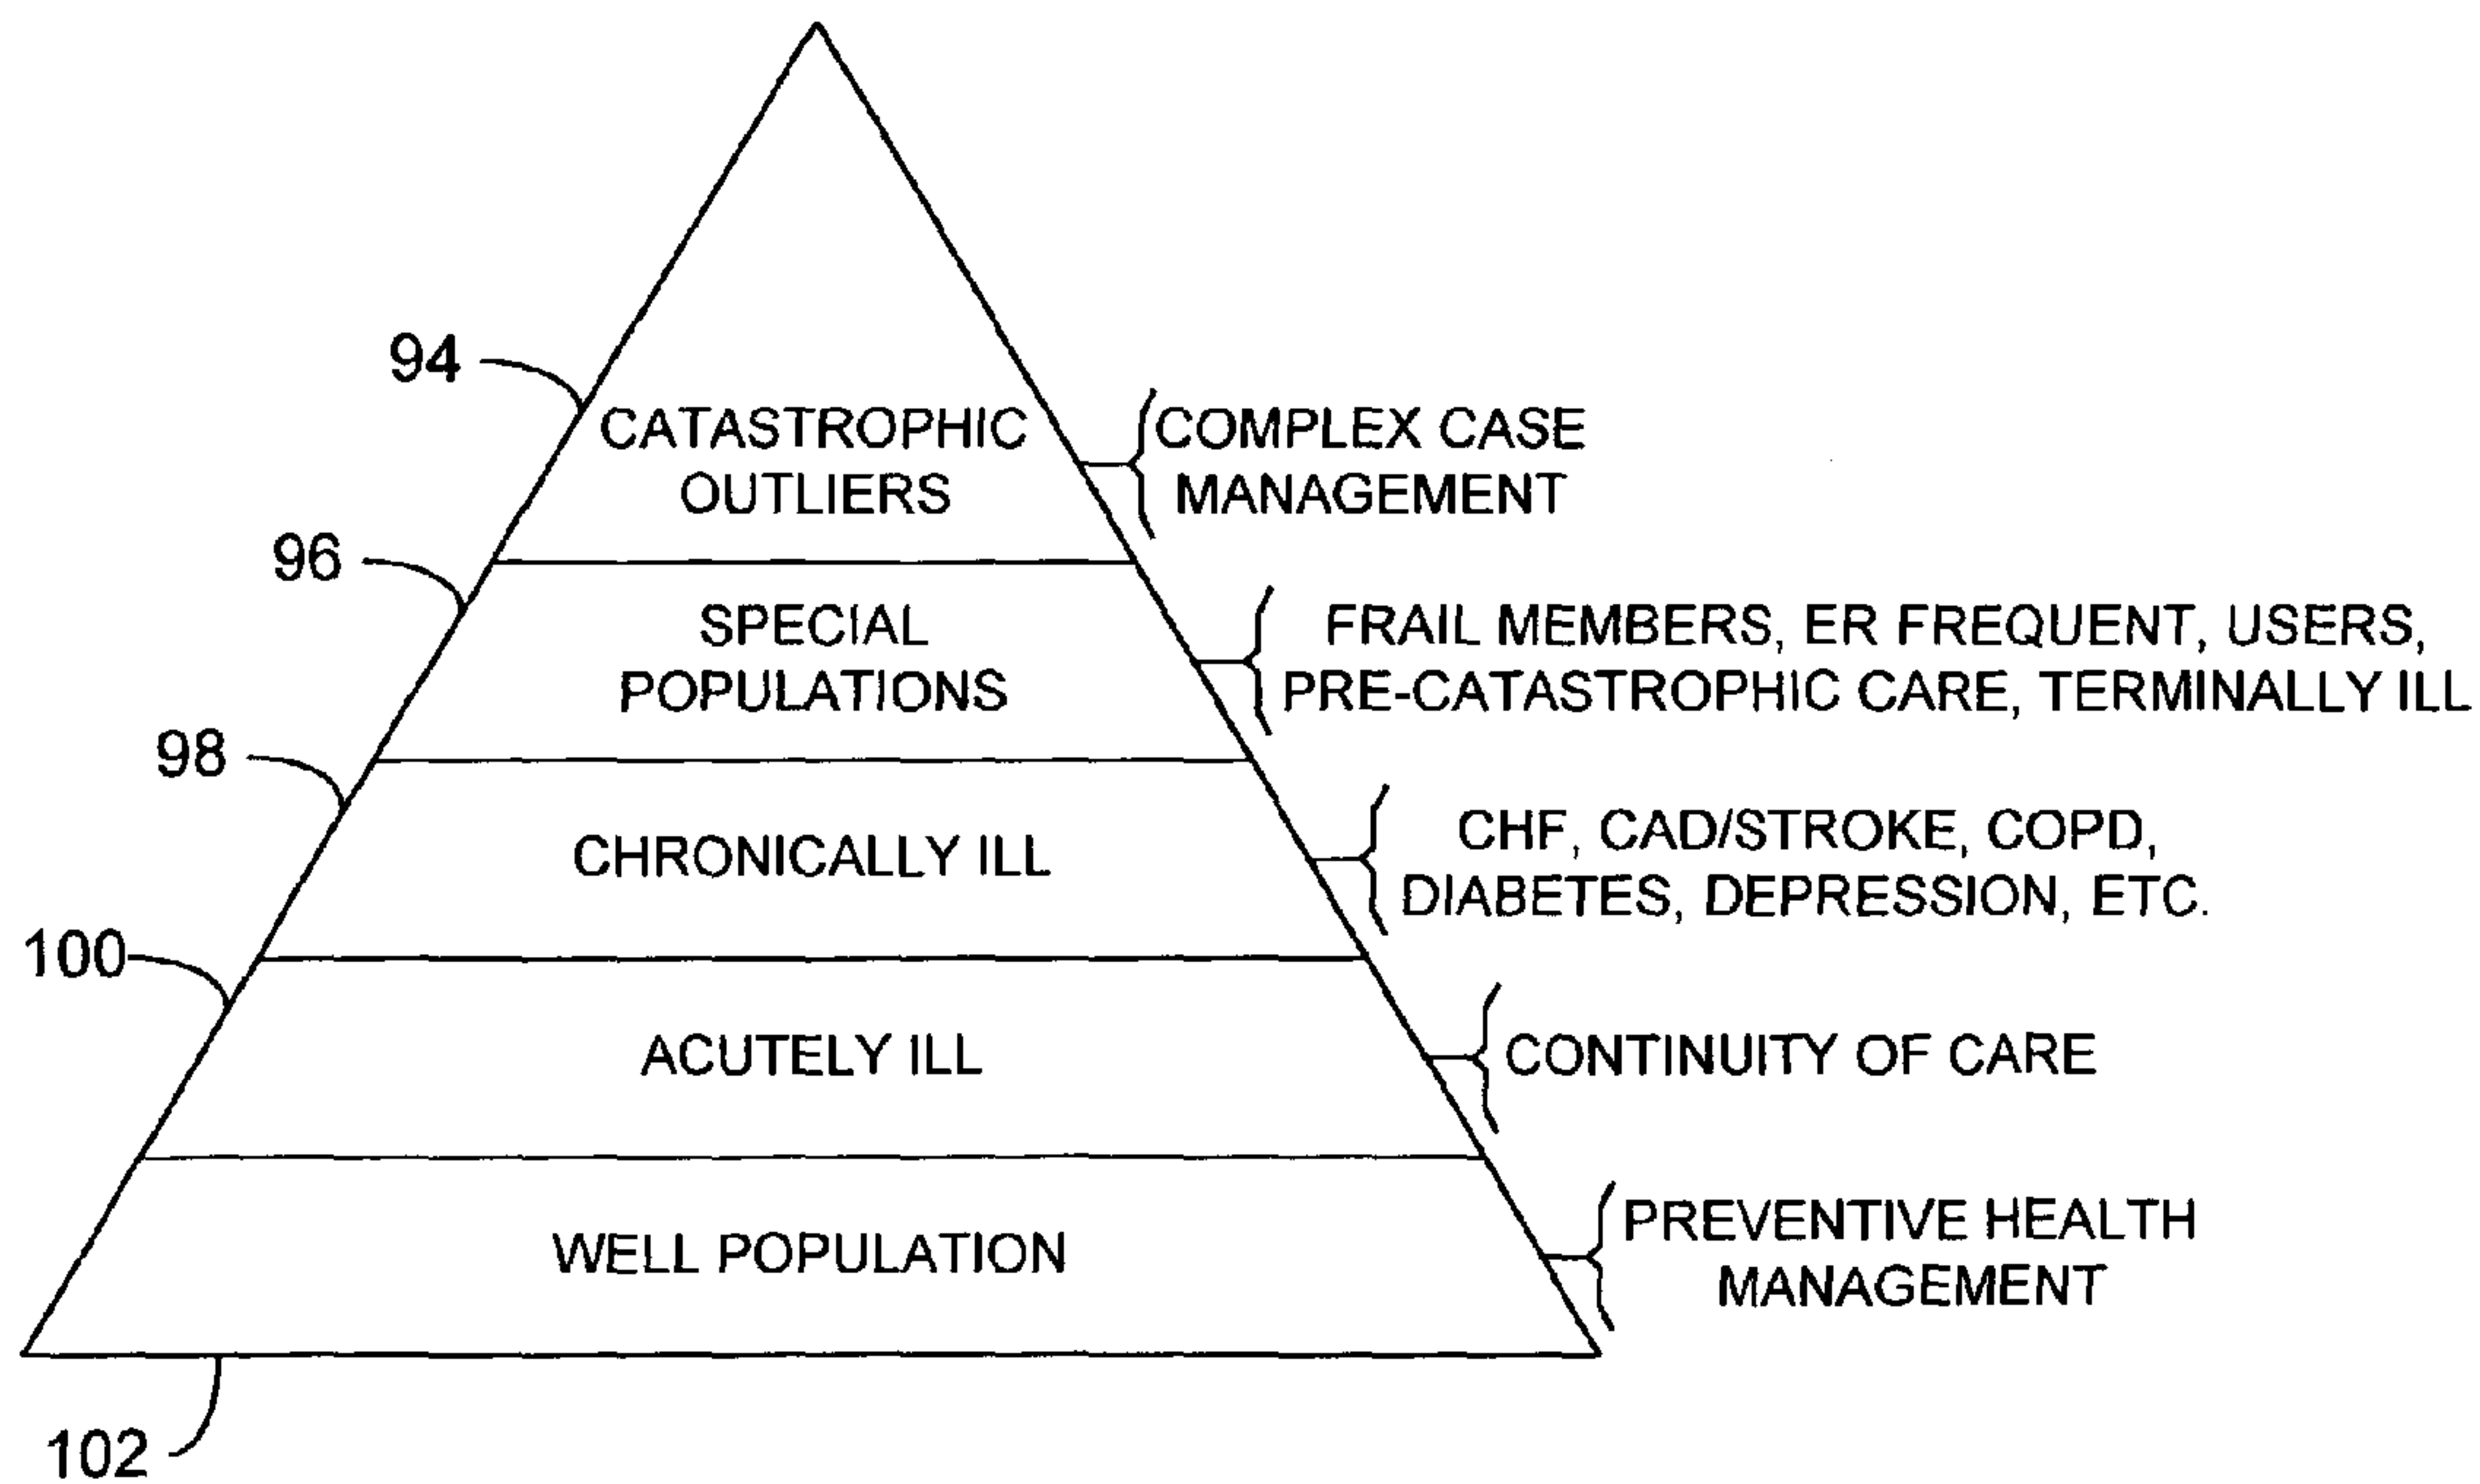 94
CATASTROPHIC
OUTLIERS
COMPLEX CASE
MANAGEMENT
96
SPECIAL
POPULATIONS
FRAIL MEMBERS, ER FREQUENT, USERS,
PRE-CATASTROPHIC CARE, TERMINALLY ILL
98
CHRONICALLY ILL
CHF, CAD/STROKE, COPD,
DIABETES, DEPRESSION, ETC.
100
ACUTELY ILL
CONTINUITY OF CARE
WELL POPULATION
PREVENTIVE HEALTH
MANAGEMENT
102